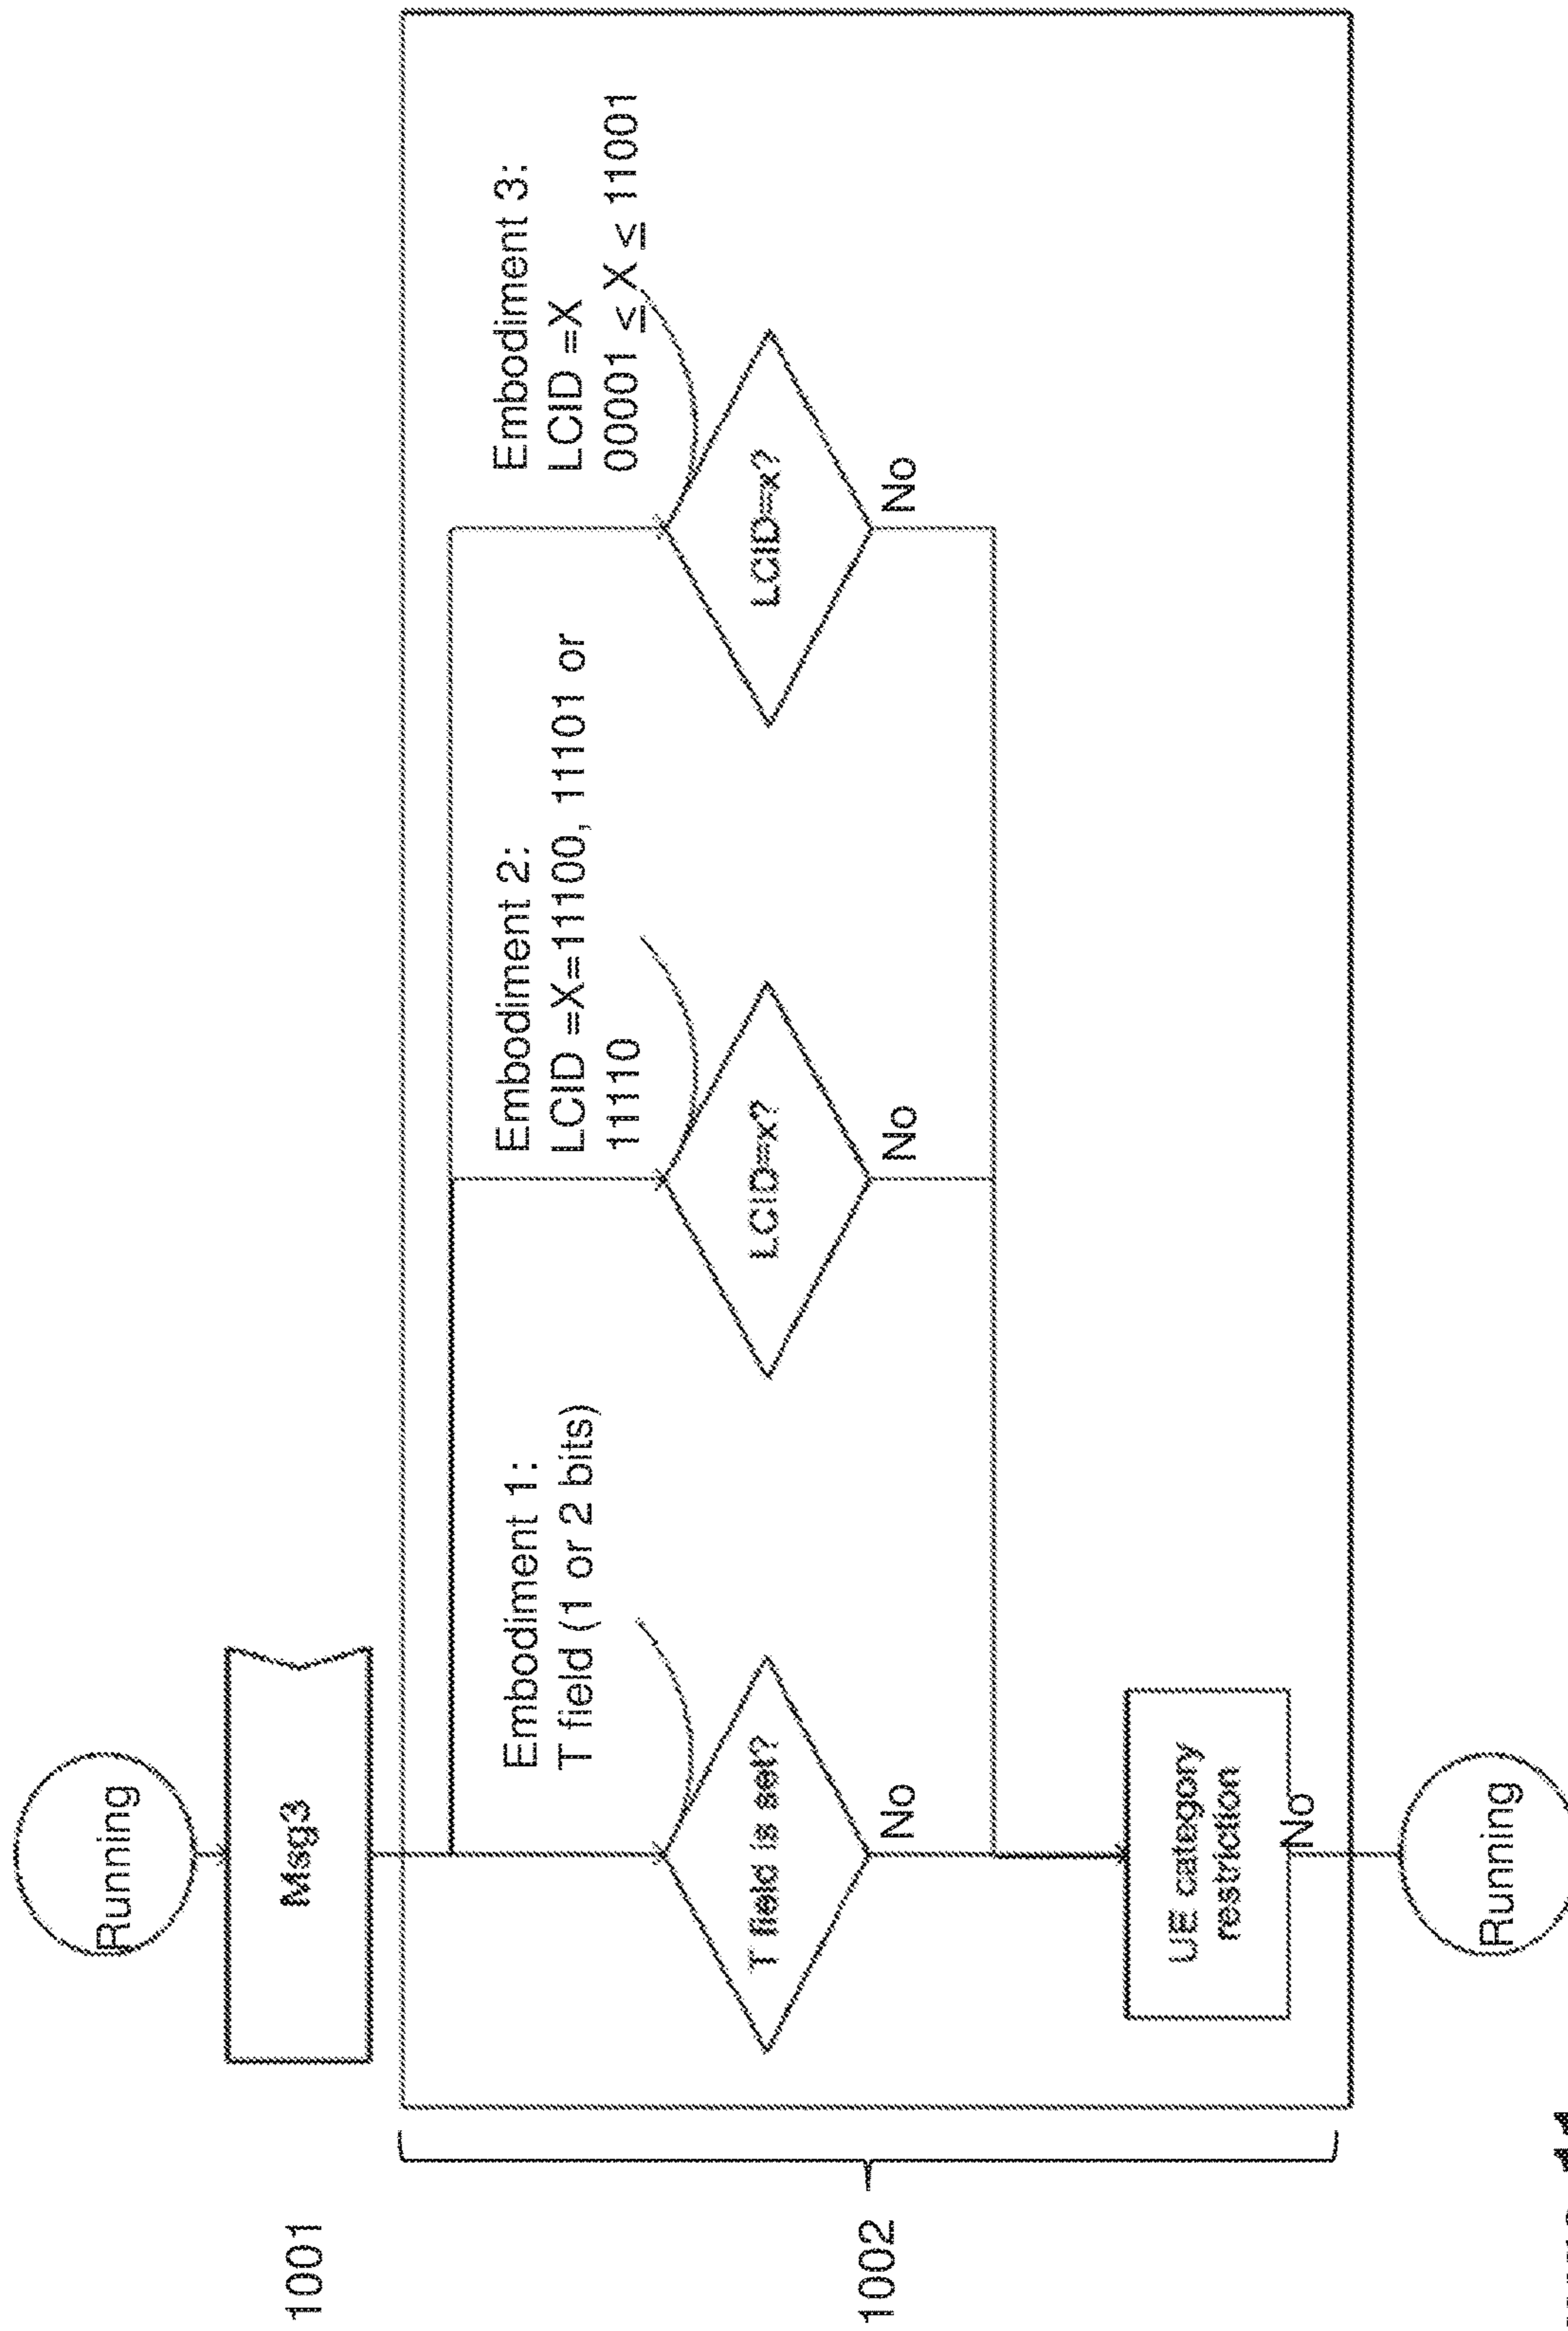 Running
1001
Msg3
Embodiment 1:
T field (1 or 2 bits)
Embodiment 2:
LCID =X=11100, 11101 or
11110
Embodiment 3:
LCID =X
00001 ≤ X ≤ 11001
1002
T field is set?
LCID=x?
LCID=x?
No
No
No
UE category
restriction
No
Running